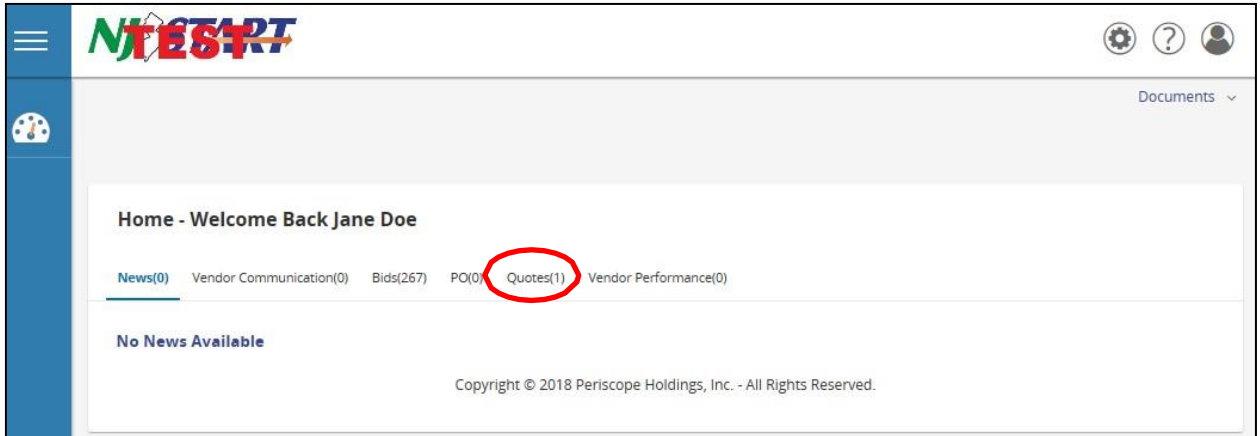 NJSTART
TEST
?
Documents
Home - Welcome Back Jane Doe
News(0) Vendor Communication(0) Bids(267) PO(0) Quotes(1) Vendor Performance(0)
No News Available
Copyright © 2018 Periscope Holdings, Inc. - All Rights Reserved.